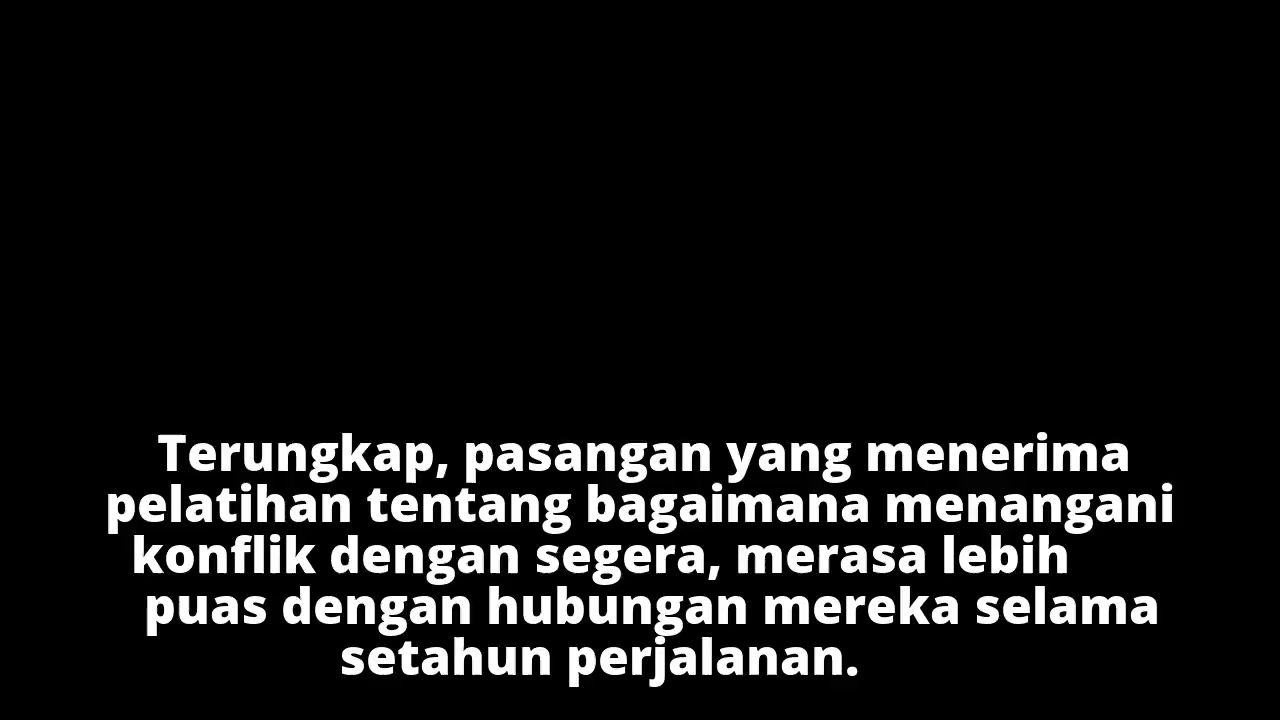 Terungkap, pasangan yang menerima
pelatihan tentang bagaimana menangani
konflik dengan segera, merasa lebih
puas dengan hubungan mereka selama
setahun perjalanan.